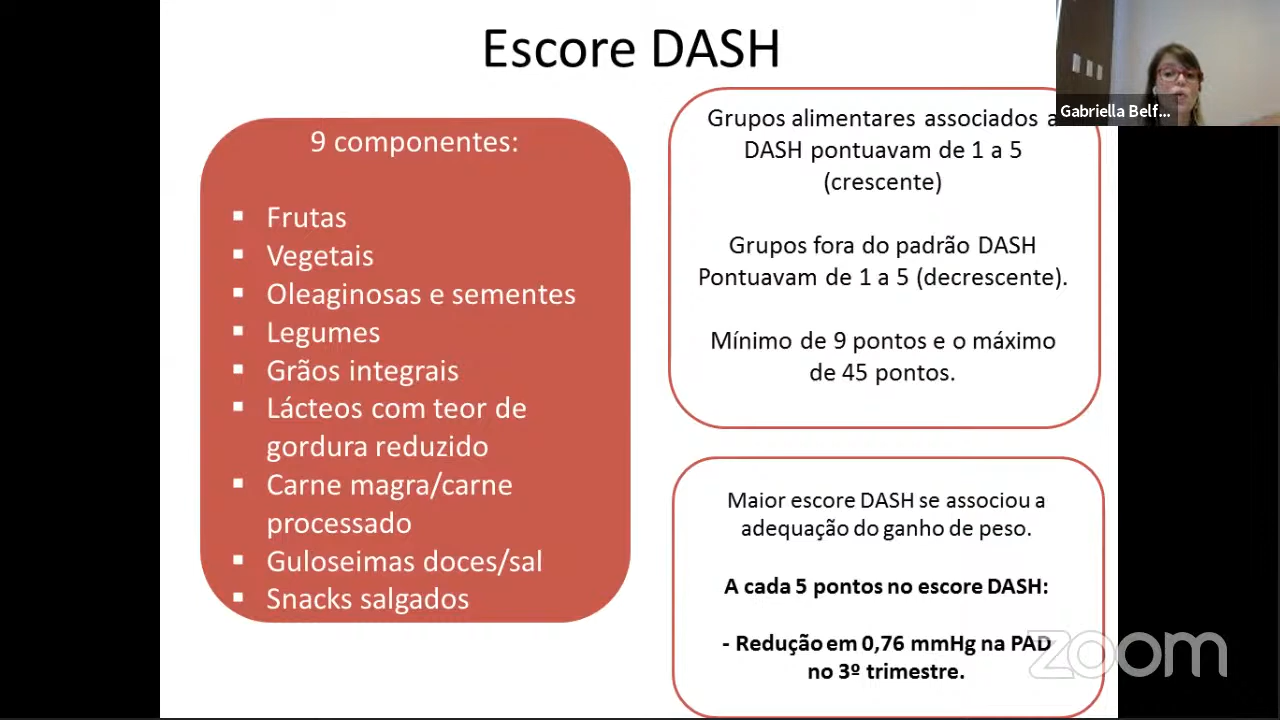 Escore DASH
9 componentes:
▪ Frutas
▪ Vegetais
▪ Oleaginosas e sementes
▪ Legumes
▪ Grãos integrais
▪ Lácteos com teor de
gordura reduzido
▪ Carne magra/carne
processado
▪ Guloseimas doces/sal
▪ Snacks salgados
Grupos alimentares associados a
DASH pontuavam de 1 a 5
(crescente)
Grupos fora do padrão DASH
Pontuavam de 1 a 5 (decrescente).
Mínimo de 9 pontos e o máximo
de 45 pontos.
Maior escore DASH se associou a
adequação do ganho de peso.
A cada 5 pontos no escore DASH:
- Redução em 0,76 mmHg na PAD
no 3º trimestre.
Gabriella Belf...
zoom